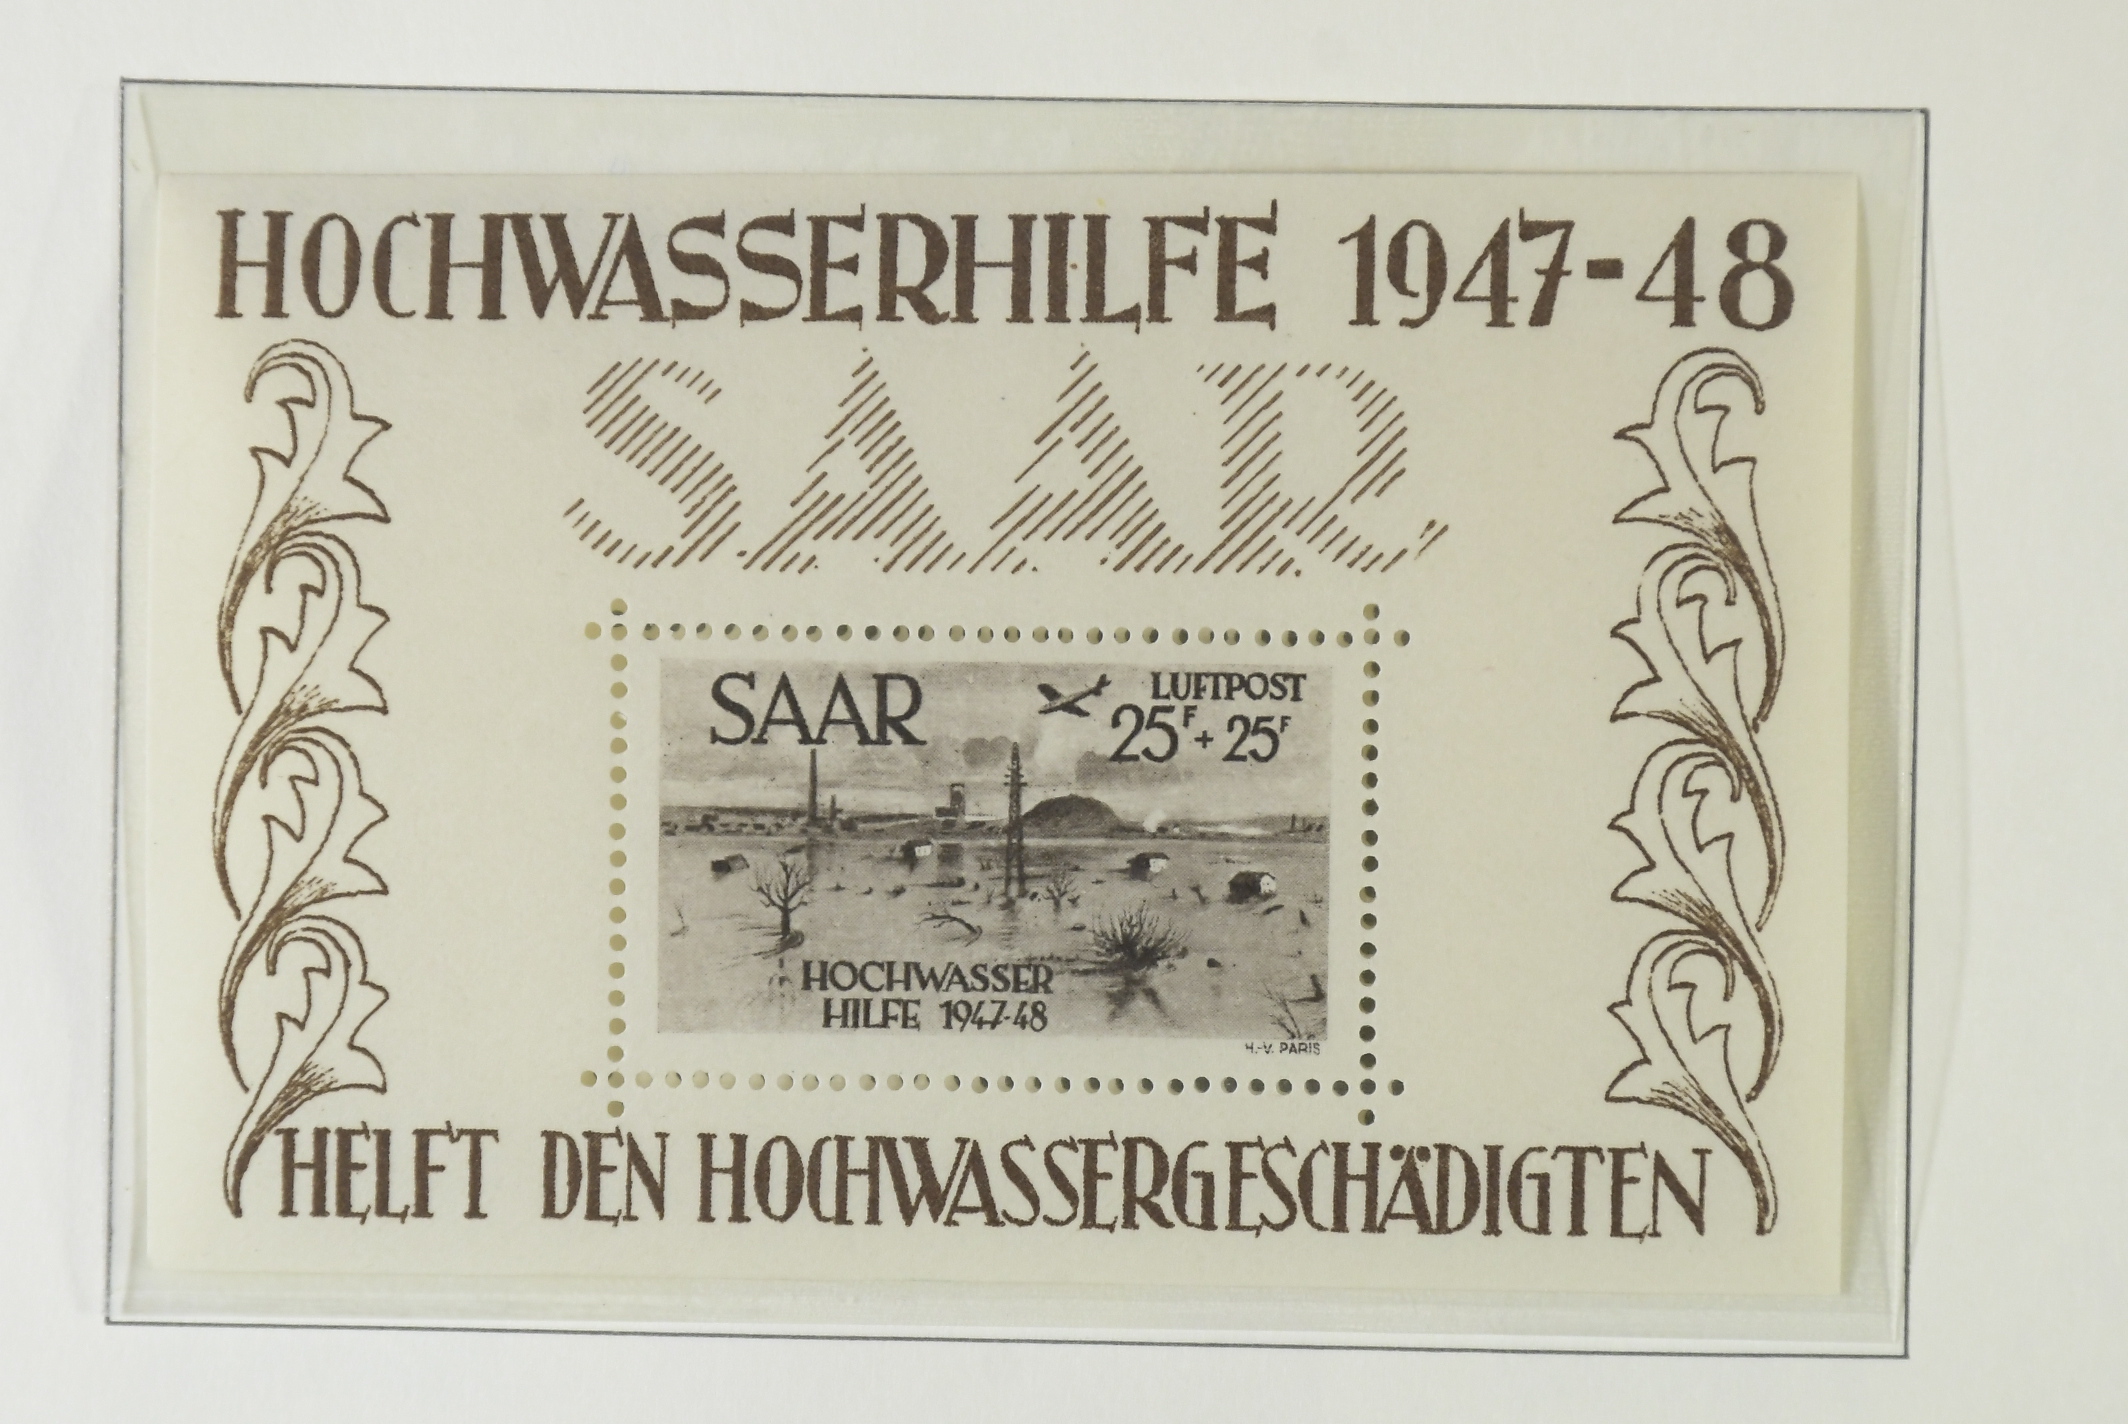 HOCHWASSERHILFE 1947-48
SAAR
SAAR
LUFTPOST
25F + 25F
HOCHWASSER
HILFE 1947-48
H.-V. PARIS
HELFT DEN HOCHWASSERGESCHÄDIGTEN